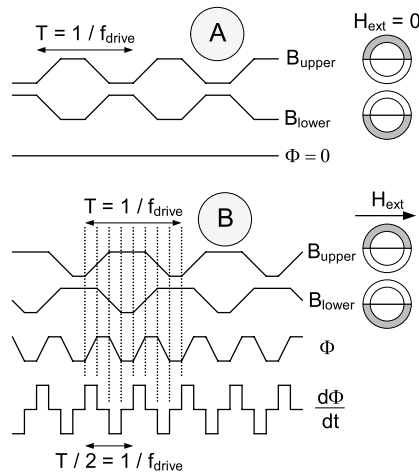 T = 1 / f_drive
A
H_ext = 0
B_upper
B_lower
Φ = 0
T = 1 / f_drive
B
H_ext
B_upper
B_lower
Φ
dΦ
dt
T / 2 = 1 / f_drive